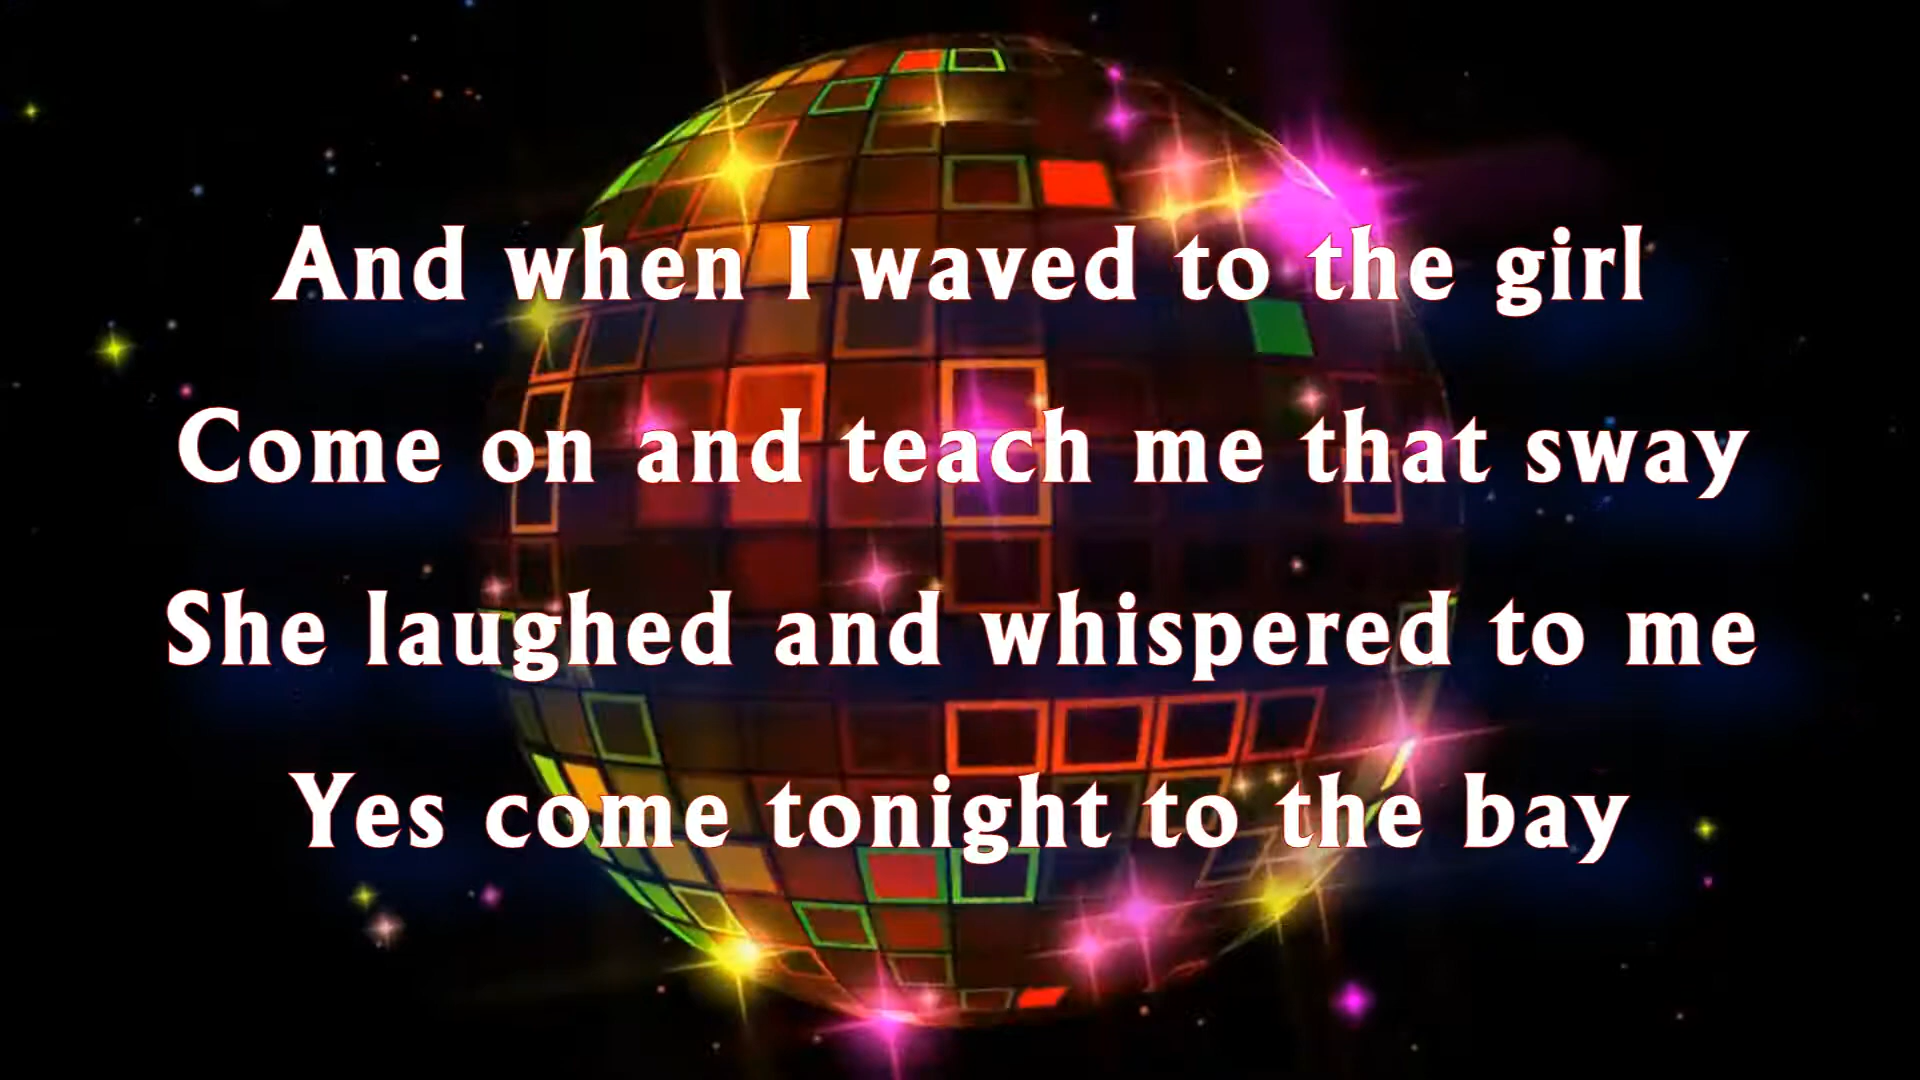 And when I waved to the girl
Come on and teach me that sway
She laughed and whispered to me
Yes come tonight to the bay